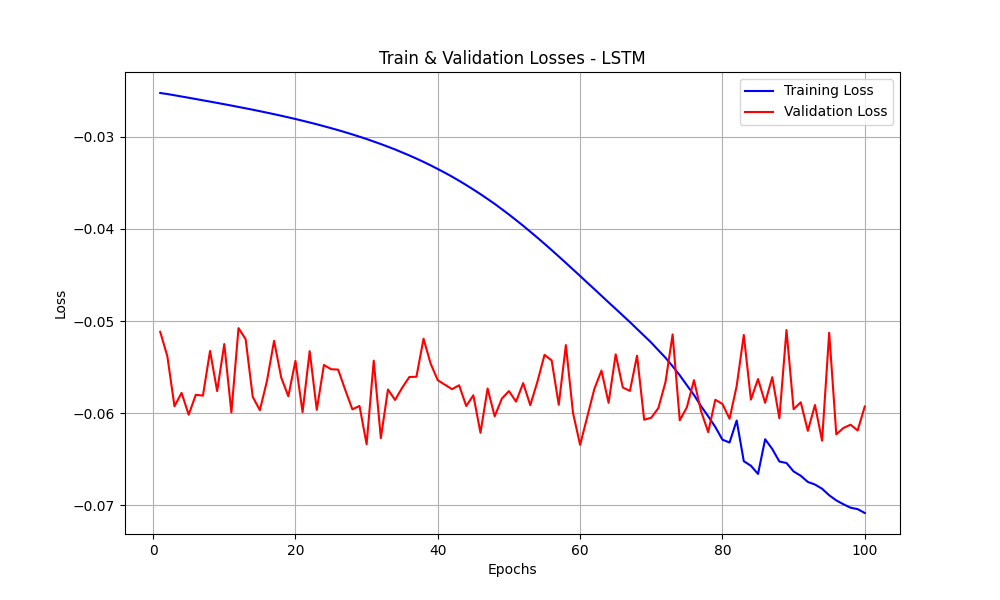 Train & Validation Losses - LSTM
Training Loss
Validation Loss
−0.03
−0.04
−0.05
−0.06
−0.07
Loss
0 20 40 60 80 100
Epochs